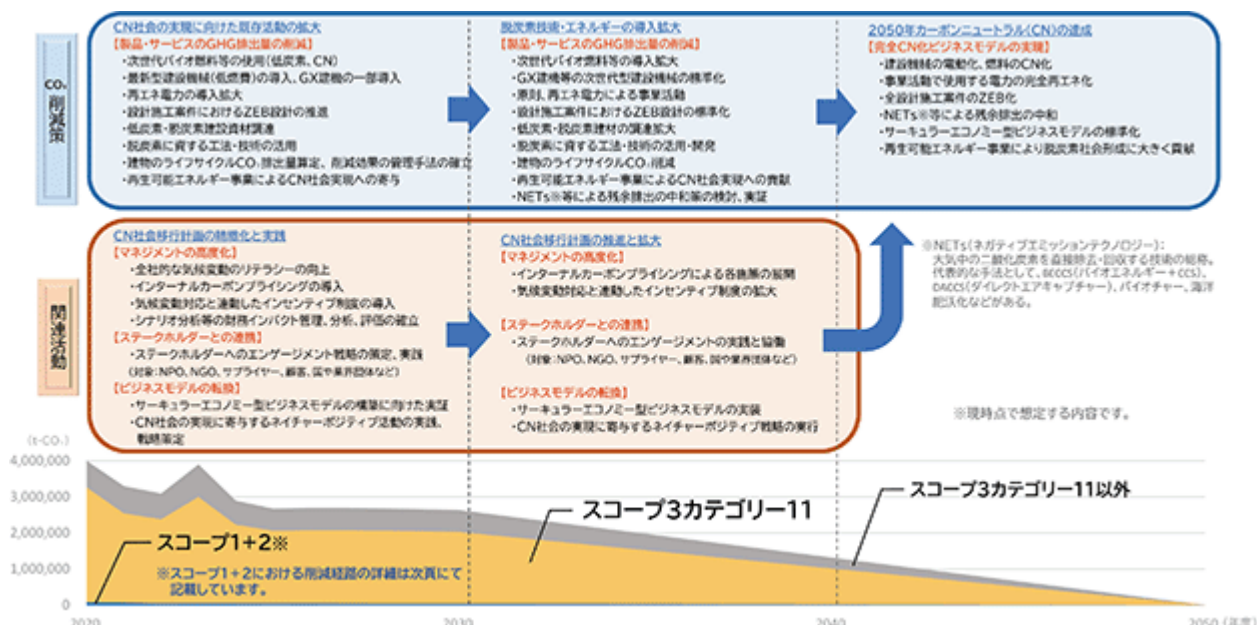 CO₂削減策
CN社会の実現に向けた既存活動の拡大
【製品・サービスのGHG排出量の削減】
・次世代バイオ燃料等の使用(低炭素、CN)
・最新型建設機械(低燃費)の導入、GX建機の一部導入
・再エネ電力の導入拡大
・設計施工案件におけるZEB設計の推進
・低炭素・脱炭素建設資材調達
・脱炭素に資する工法・技術の活用
・建物のライフサイクルCO₂排出量算定、削減効果の管理手法の確立
・再生可能エネルギー事業によるCN社会実現への寄与
脱炭素技術・エネルギーの導入拡大
【製品・サービスのGHG排出量の削減】
・次世代バイオ燃料等の導入拡大
・GX建機等の次世代型建設機械の標準化
・原則、再エネ電力による事業活動
・設計施工案件におけるZEB設計の標準化
・低炭素・脱炭素建材の調達拡大
・脱炭素に資する工法・技術の活用・開発
・建物のライフサイクルCO₂削減
・再生可能エネルギー事業によるCN社会実現への貢献
・NETs※等による残余排出の中和策の検討、実証
2050年カーボンニュートラル(CN)の達成
【完全CN化ビジネスモデルの実現】
・建設機械の電動化、燃料のCN化
・事業活動で使用する電力の完全再エネ化
・全設計施工案件のZEB化
・NETs※等による残余排出の中和
・サーキュラーエコノミー型ビジネスモデルの標準化
・再生可能エネルギー事業により脱炭素社会形成に大きく貢献
関連活動
CN社会移行計画の精緻化と実践
【マネジメントの高度化】
・全社的な気候変動のリテラシーの向上
・インターナルカーボンプライシングの導入
・気候変動対応と連動したインセンティブ制度の導入
・シナリオ分析等の財務インパクト管理、分析、評価の確立
【ステークホルダーとの連携】
・ステークホルダーへのエンゲージメント戦略の策定、実践
(対象:NPO、NGO、サプライヤー、顧客、国や業界団体など)
【ビジネスモデルの転換】
・サーキュラーエコノミー型ビジネスモデルの構築に向けた実証
・CN社会の実現に寄与するネイチャーポジティブ活動の実践、
戦略策定
CN社会移行計画の推進と拡大
【マネジメントの高度化】
・インターナルカーボンプライシングによる各施策の展開
・気候変動対応と連動したインセンティブ制度の拡大
【ステークホルダーとの連携】
・ステークホルダーへのエンゲージメントの実践と協働
(対象:NPO、NGO、サプライヤー、顧客、国や業界団体など)
【ビジネスモデルの転換】
・サーキュラーエコノミー型ビジネスモデルの実装
・CN社会の実現に寄与するネイチャーポジティブ戦略の実行
※NETs(ネガティブエミッションテクノロジー):
大気中の二酸化炭素を直接除去・回収する技術の総称。
代表的な手法として、BECCS(バイオエネルギー+CCS)、
DACCS(ダイレクトエアキャプチャー)、バイオチャー、海洋
肥沃化などがある。
※現時点で想定する内容です。
(t-CO₂)
4,000,000
3,000,000
2,000,000
1,000,000
0
スコープ1+2※
※スコープ1+2における削減経路の詳細は次頁にて
記載しています。
スコープ3カテゴリー11
スコープ3カテゴリー11以外
2020
2030
2040
2050 (年度)